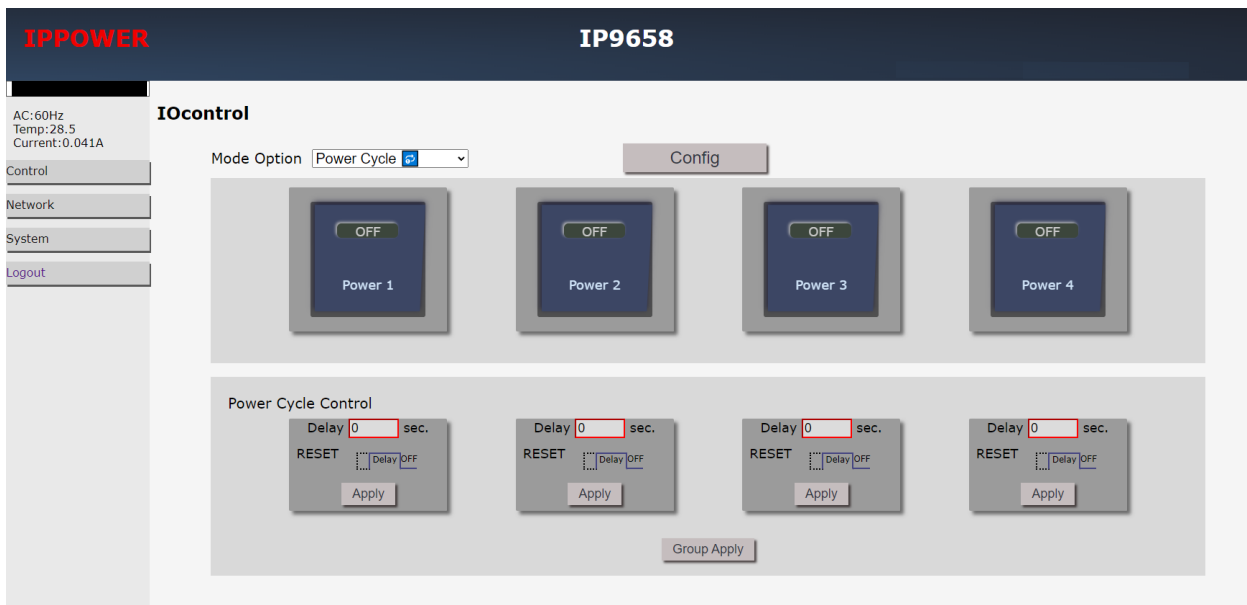 IPPOWER
IP9658
AC:60Hz
Temp:28.5
Current:0.041A
Control
Network
System
Logout
IOcontrol
Mode Option Power Cycle Config
OFF OFF OFF OFF
Power 1 Power 2 Power 3 Power 4
Power Cycle Control
Delay 0 sec. Delay 0 sec. Delay 0 sec. Delay 0 sec.
RESET Delay OFF RESET Delay OFF RESET Delay OFF RESET Delay OFF
Apply Apply Apply Apply
Group Apply